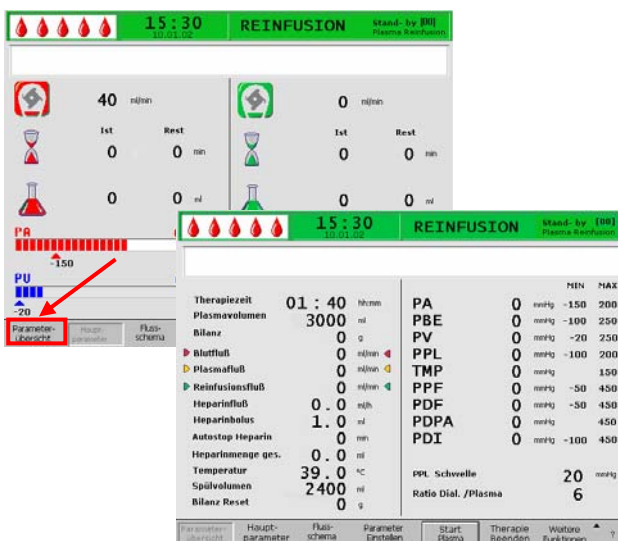 15:30 REINFUSION Stand- by [00]
10.01.02 Plasma Reinfusion
40 ml/min 0 ml/min
Ist Rest Ist Rest
0 0 min 0 0 min
0 0 ml 0 0 ml
PA
-150
PU
-20
Parameter-
übersicht
Haupt-
parameter
Fluss-
schema
15:30 REINFUSION Stand- by [00]
10.01.02 Plasma Reinfusion
MIN MAX
Therapiezeit 01 : 40 hh:mm PA 0 mmHg -150 200
Plasmavolumen 3000 ml PBE 0 mmHg -100 250
Bilanz 0 g PV 0 mmHg -20 250
Blutfluß 0 ml/min PPL 0 mmHg -100 200
Plasmafluß 0 ml/min TMP 0 mmHg 150
Reinfusionsfluß 0 ml/min PPF 0 mmHg -50 450
Heparinfluß 0.0 ml/h PDF 0 mmHg -50 450
Heparinbolus 1.0 ml PDPA 0 mmHg 450
Autostop Heparin 0 min PDI 0 mmHg -100 450
Heparinmenge ges. 0.0 ml
Temperatur 39.0 °C PPL Schwelle 20 mmHg
Spülvolumen 2400 ml Ratio Dial. /Plasma 6
Bilanz Reset 0 g
Parameter-
übersicht
Haupt-
parameter
Fluss-
schema
Parameter
Einstellen
Start
Plasma
Therapie
Beenden
Weitere
Funktionen
?